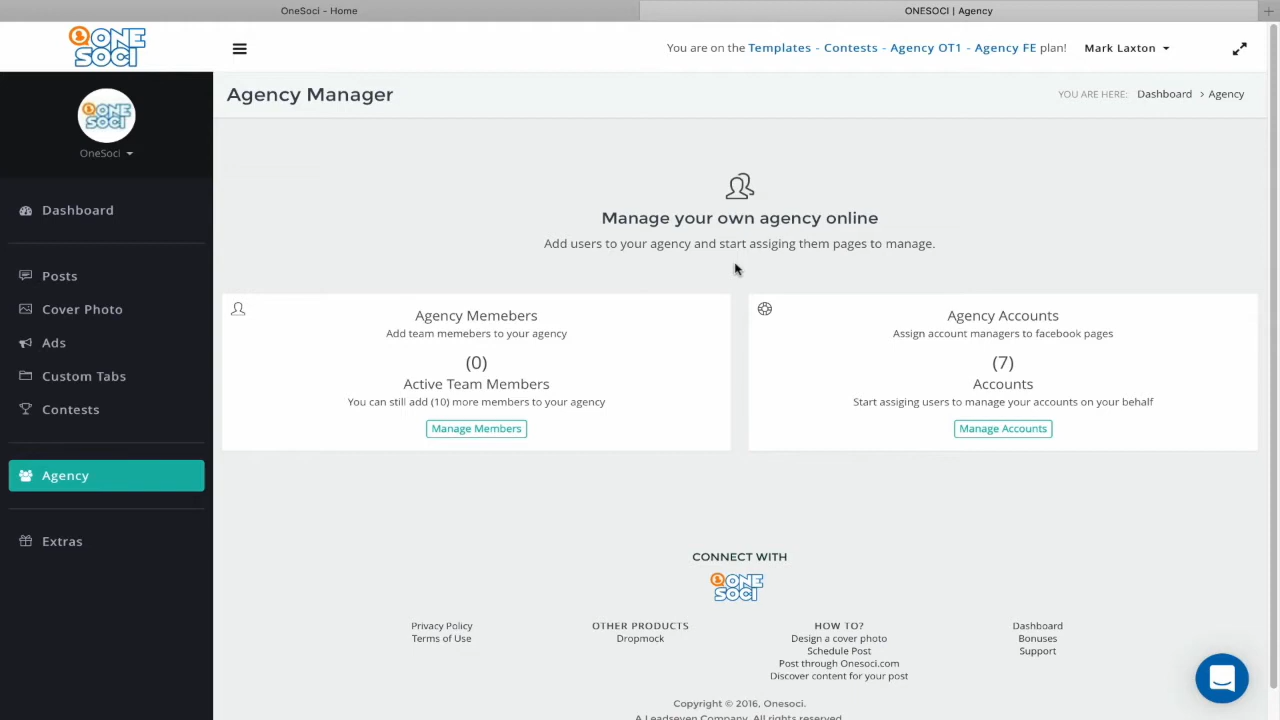 OneSoci - Home
ONESOCI | Agency
ONE SOCI
You are on the Templates - Contests - Agency OT1 - Agency FE plan!
Mark Laxton
Agency Manager
YOU ARE HERE: Dashboard > Agency
ONE SOCI
OneSoci
Dashboard
Posts
Cover Photo
Ads
Custom Tabs
Contests
Agency
Extras
Manage your own agency online
Add users to your agency and start assiging them pages to manage.
Agency Memebers
Add team memebers to your agency
(0)
Active Team Members
You can still add (10) more members to your agency
Manage Members
Agency Accounts
Assign account managers to facebook pages
(7)
Accounts
Start assiging users to manage your accounts on your behalf
Manage Accounts
CONNECT WITH
ONE SOCI
Privacy Policy
Terms of Use
OTHER PRODUCTS
Dropmock
HOW TO?
Design a cover photo
Schedule Post
Post through Onesoci.com
Discover content for your post
Dashboard
Bonuses
Support
Copyright © 2016, Onesoci.
A Leadseven Company. All rights reserved